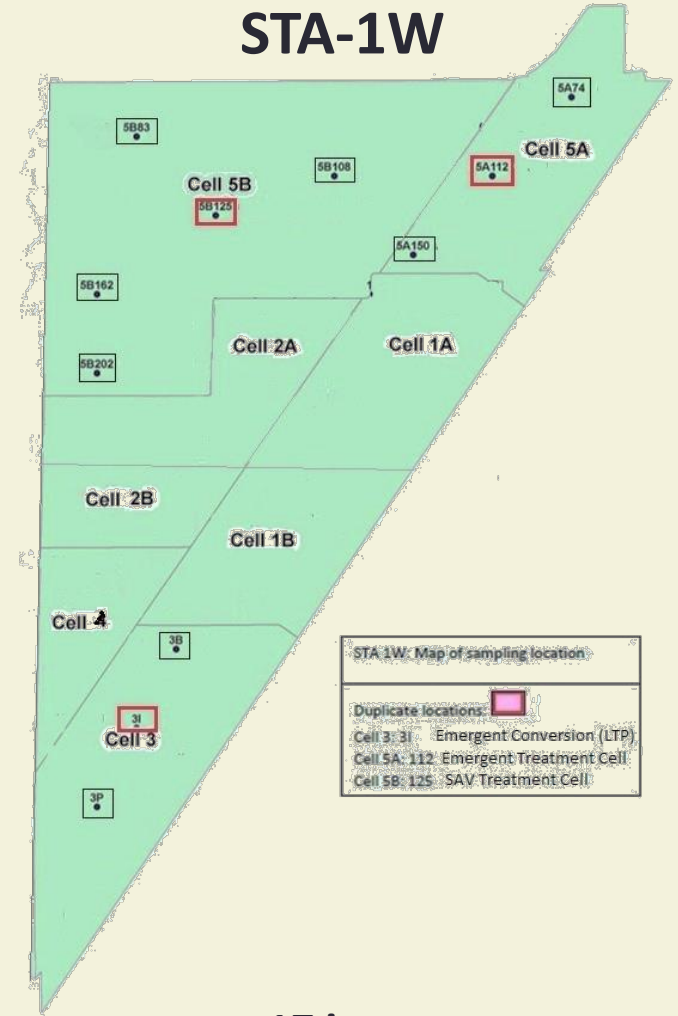 STA-1W
5A74
5B83
Cell 5A
5B108
5A112
Cell 5B
5B125
5A150
5B162
1
Cell 2A
Cell 1A
5B202
Cell 2B
Cell 1B
Cell 4
3B
STA 1W: Map of sampling location
3I
Cell 3
Duplicate locations:
Cell 3: 3I Emergent Conversion (LTP)
Cell 5A: 112 Emergent Treatment Cell
Cell 5B: 125 SAV Treatment Cell
3P